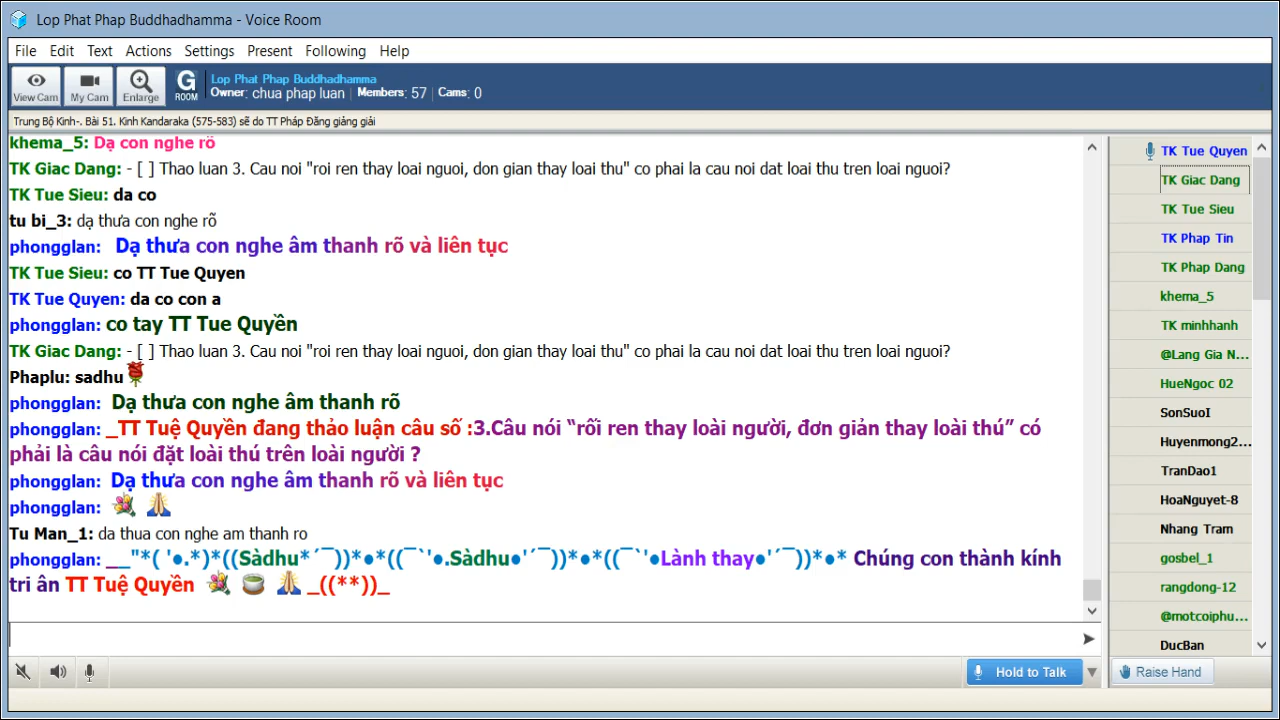 Lop Phat Phap Buddhadhamma - Voice Room
File Edit Text Actions Settings Present Following Help
View Cam My Cam Enlarge G ROOM
Lop Phat Phap Buddhadhamma
Owner: chua phap luan Members: 57 Cams: 0
Trung Bộ Kinh-. Bài 51. Kinh Kandaraka (575-583) sẽ do TT Pháp Đăng giảng giải
khema_5: Dạ con nghe rõ
TK Giac Dang: - [ ] Thao luan 3. Cau noi "roi ren thay loai nguoi, don gian thay loai thu" co phai la cau noi dat loai thu tren loai nguoi?
TK Tue Sieu: da co
tu bi_3: dạ thưa con nghe rõ
phongglan: Dạ thưa con nghe âm thanh rõ và liên tục
TK Tue Sieu: co TT Tue Quyen
TK Tue Quyen: da co con a
phongglan: co tay TT Tue Quyền
TK Giac Dang: - [ ] Thao luan 3. Cau noi "roi ren thay loai nguoi, don gian thay loai thu" co phai la cau noi dat loai thu tren loai nguoi?
Phaplu: sadhu🌹
phongglan: Dạ thưa con nghe âm thanh rõ
phongglan: _TT Tuệ Quyền đang thảo luận câu số :3.Câu nói “rối ren thay loài người, đơn giản thay loài thú” có
phải là câu nói đặt loài thú trên loài người ?
phongglan: Dạ thưa con nghe âm thanh rõ và liên tục
phongglan: 💐 🙏
Tu Man_1: da thua con nghe am thanh ro
phongglan: __"*( '●.*)*((Sàdhu*´¯))*●*((¯`'●.Sàdhu●'´¯))*●*((¯`'●Lành thay●'´¯))*●* Chúng con thành kính
tri ân TT Tuệ Quyền 💐 🍵 🙏 _((**))_
Hold to Talk
TK Tue Quyen
TK Giac Dang
TK Tue Sieu
TK Phap Tin
TK Phap Dang
khema_5
TK minhhanh
@Lang Gia N...
HueNgoc 02
SonSuoI
Huyenmong2...
TranDao1
HoaNguyet-8
Nhang Tram
gosbel_1
rangdong-12
@motcoiphu...
DucBan
Raise Hand